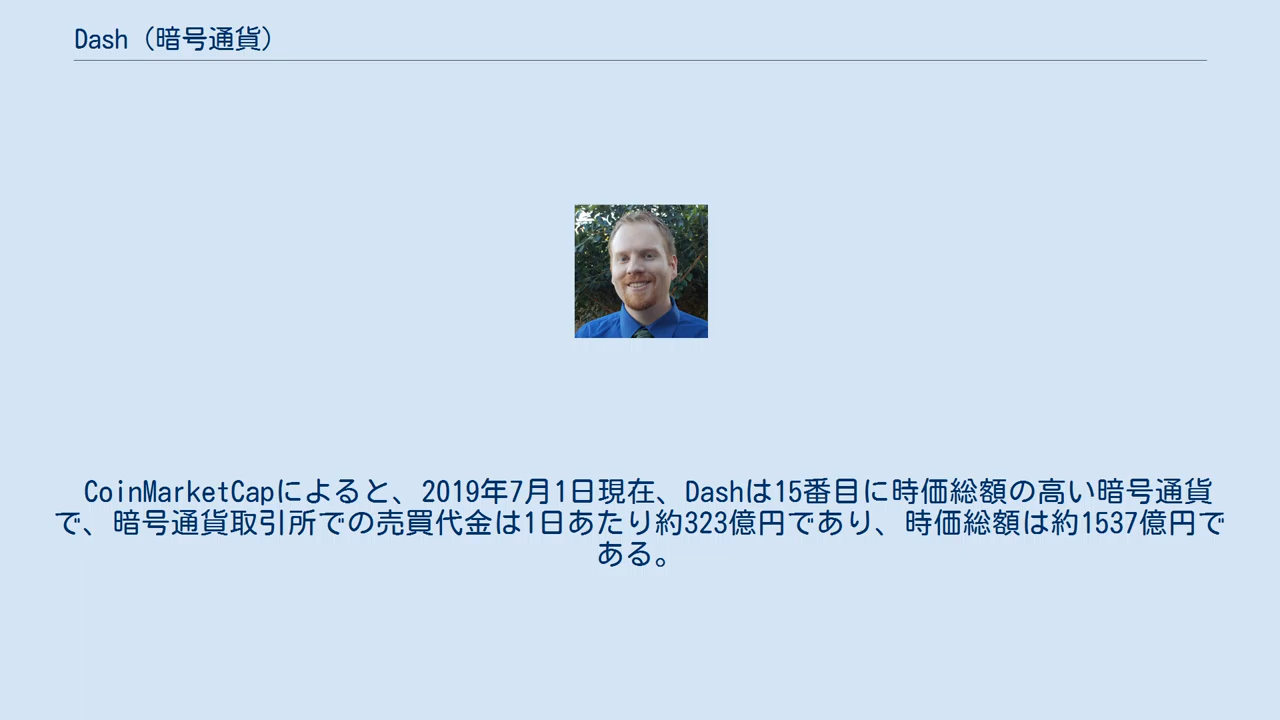 Dash（暗号通貨）
CoinMarketCapによると、2019年7月1日現在、Dashは15番目に時価総額の高い暗号通貨
で、暗号通貨取引所での売買代金は1日あたり約323億円であり、時価総額は約1537億円で
ある。